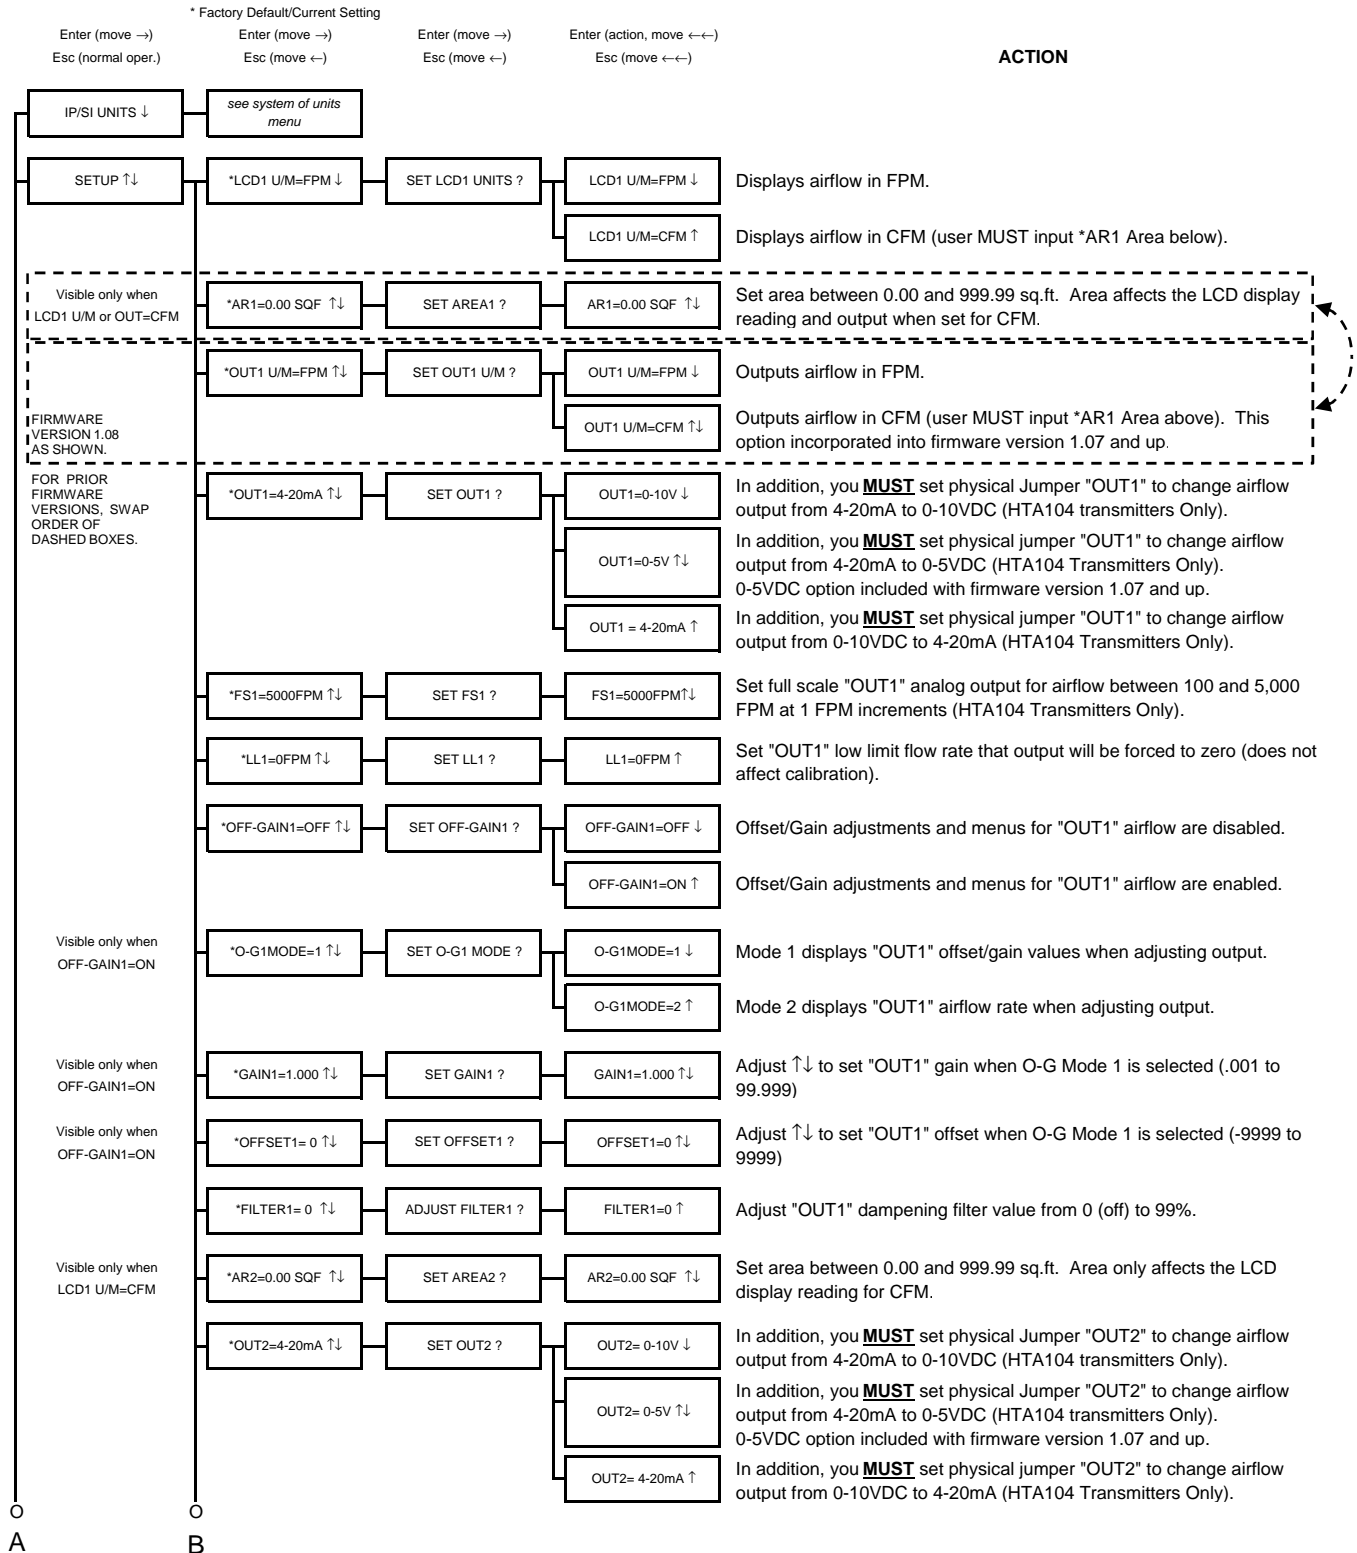 * Factory Default/Current Setting
Enter (move →) Enter (move →) Enter (move →) Enter (action, move ←←)
Esc (normal oper.) Esc (move ←) Esc (move ←) Esc (move ←←) ACTION
IP/SI UNITS ↓
see system of units
menu
SETUP ↑↓ *LCD1 U/M=FPM ↓ SET LCD1 UNITS ? LCD1 U/M=FPM ↓ Displays airflow in FPM.
LCD1 U/M=CFM ↑ Displays airflow in CFM (user MUST input *AR1 Area below).
Visible only when
LCD1 U/M or OUT=CFM
*AR1=0.00 SQF ↑↓ SET AREA1 ? AR1=0.00 SQF ↑↓
Set area between 0.00 and 999.99 sq.ft. Area affects the LCD display
reading and output when set for CFM.
*OUT1 U/M=FPM ↑↓ SET OUT1 U/M ? OUT1 U/M=FPM ↓ Outputs airflow in FPM.
FIRMWARE
VERSION 1.08
AS SHOWN.
OUT1 U/M=CFM ↑↓
Outputs airflow in CFM (user MUST input *AR1 Area above). This
option incorporated into firmware version 1.07 and up.
FOR PRIOR
FIRMWARE
VERSIONS, SWAP
ORDER OF
DASHED BOXES.
*OUT1=4-20mA ↑↓ SET OUT1 ? OUT1=0-10V ↓
In addition, you MUST set physical Jumper "OUT1" to change airflow
output from 4-20mA to 0-10VDC (HTA104 transmitters Only).
OUT1=0-5V ↑↓
In addition, you MUST set physical jumper "OUT1" to change airflow
output from 4-20mA to 0-5VDC (HTA104 Transmitters Only).
0-5VDC option included with firmware version 1.07 and up.
OUT1 = 4-20mA ↑
In addition, you MUST set physical jumper "OUT1" to change airflow
output from 0-10VDC to 4-20mA (HTA104 Transmitters Only).
*FS1=5000FPM ↑↓ SET FS1 ? FS1=5000FPM↑↓
Set full scale "OUT1" analog output for airflow between 100 and 5,000
FPM at 1 FPM increments (HTA104 Transmitters Only).
*LL1=0FPM ↑↓ SET LL1 ? LL1=0FPM ↑
Set "OUT1" low limit flow rate that output will be forced to zero (does not
affect calibration).
*OFF-GAIN1=OFF ↑↓ SET OFF-GAIN1 ? OFF-GAIN1=OFF ↓ Offset/Gain adjustments and menus for "OUT1" airflow are disabled.
OFF-GAIN1=ON ↑ Offset/Gain adjustments and menus for "OUT1" airflow are enabled.
Visible only when
OFF-GAIN1=ON
*O-G1MODE=1 ↑↓ SET O-G1 MODE ? O-G1MODE=1 ↓ Mode 1 displays "OUT1" offset/gain values when adjusting output.
O-G1MODE=2 ↑ Mode 2 displays "OUT1" airflow rate when adjusting output.
Visible only when
OFF-GAIN1=ON
*GAIN1=1.000 ↑↓ SET GAIN1 ? GAIN1=1.000 ↑↓
Adjust ↑↓ to set "OUT1" gain when O-G Mode 1 is selected (.001 to
99.999)
Visible only when
OFF-GAIN1=ON
*OFFSET1= 0 ↑↓ SET OFFSET1 ? OFFSET1=0 ↑↓
Adjust ↑↓ to set "OUT1" offset when O-G Mode 1 is selected (-9999 to
9999)
*FILTER1= 0 ↑↓ ADJUST FILTER1 ? FILTER1=0 ↑ Adjust "OUT1" dampening filter value from 0 (off) to 99%.
Visible only when
LCD1 U/M=CFM
*AR2=0.00 SQF ↑↓ SET AREA2 ? AR2=0.00 SQF ↑↓
Set area between 0.00 and 999.99 sq.ft. Area only affects the LCD
display reading for CFM.
*OUT2=4-20mA ↑↓ SET OUT2 ? OUT2= 0-10V ↓
In addition, you MUST set physical Jumper "OUT2" to change airflow
output from 4-20mA to 0-10VDC (HTA104 transmitters Only).
OUT2= 0-5V ↑↓
In addition, you MUST set physical Jumper "OUT2" to change airflow
output from 4-20mA to 0-5VDC (HTA104 transmitters Only).
0-5VDC option included with firmware version 1.07 and up.
OUT2= 4-20mA ↑
In addition, you MUST set physical jumper "OUT2" to change airflow
output from 0-10VDC to 4-20mA (HTA104 Transmitters Only).
O O
A B